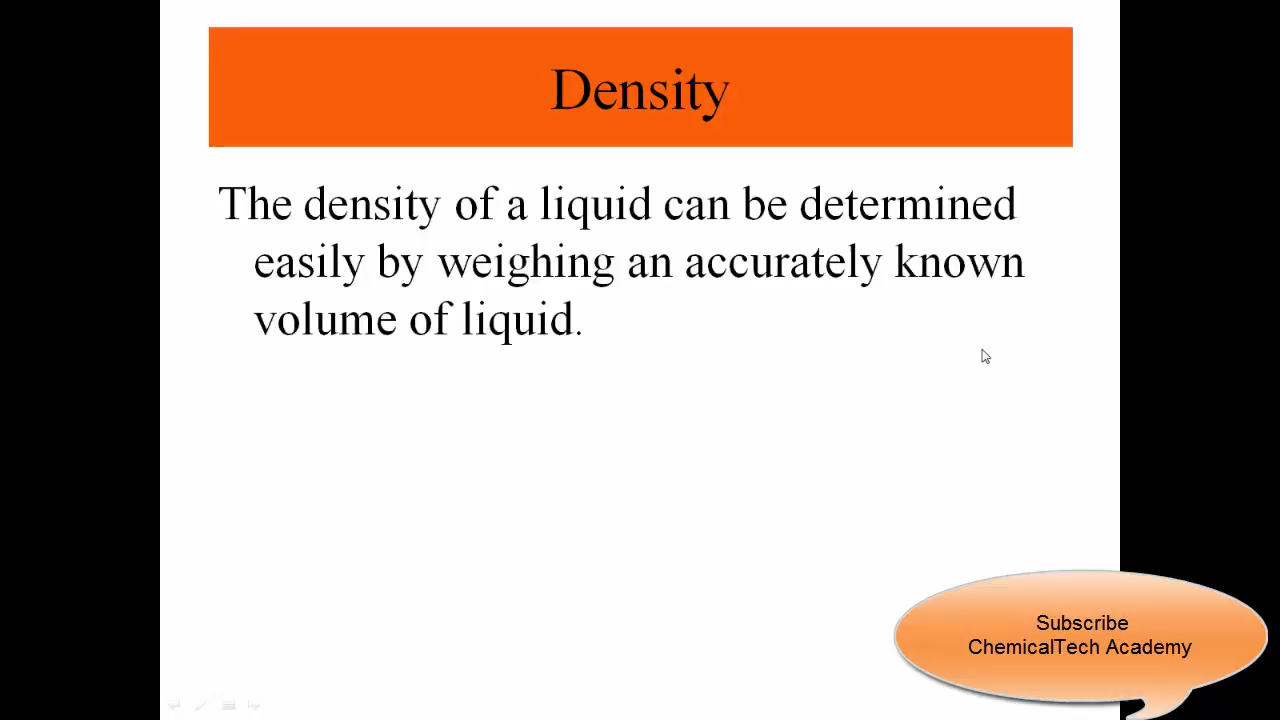 Density
The density of a liquid can be determined
easily by weighing an accurately known
volume of liquid.
Subscribe
ChemicalTech Academy